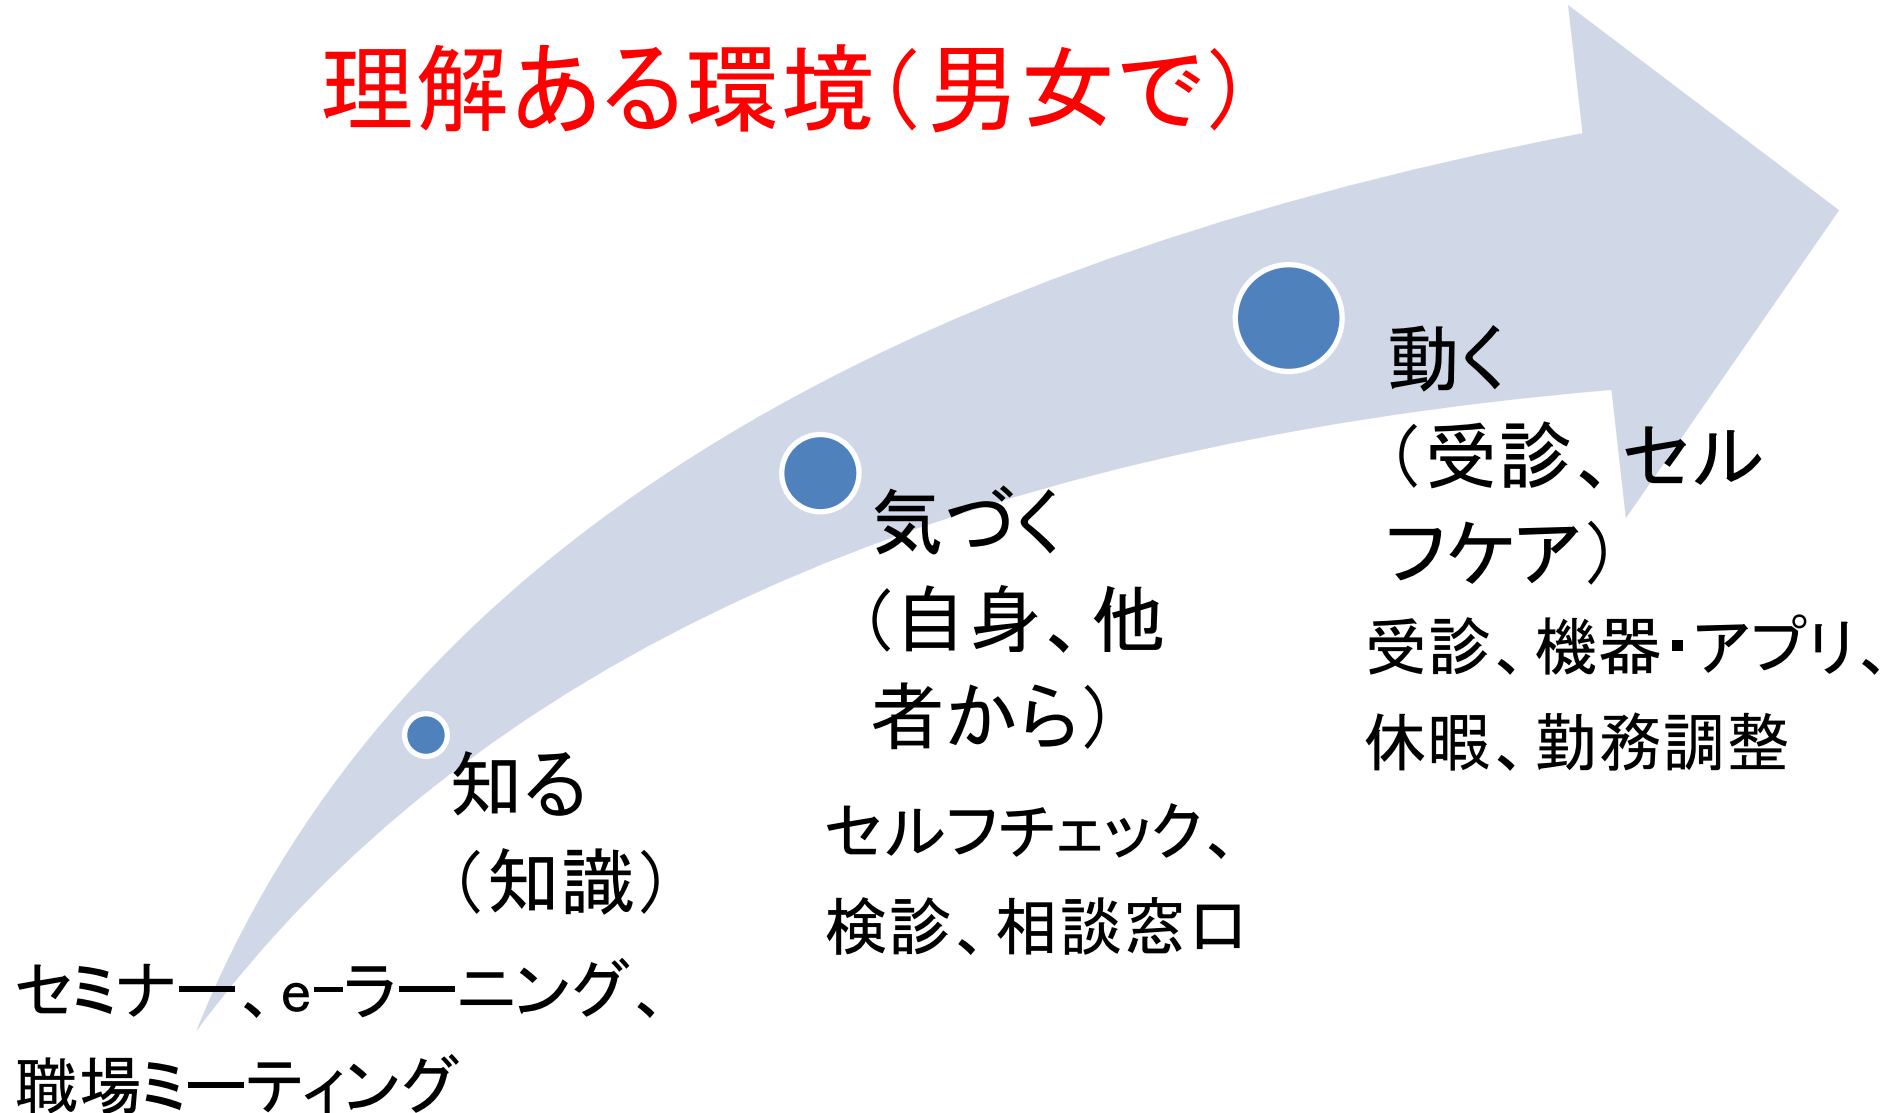 理解ある環境（男女で）
知る
（知識）
セミナー、e-ラーニング、
職場ミーティング
気づく
（自身、他
者から）
セルフチェック、
検診、相談窓口
動く
（受診、セル
フケア）
受診、機器・アプリ、
休暇、勤務調整